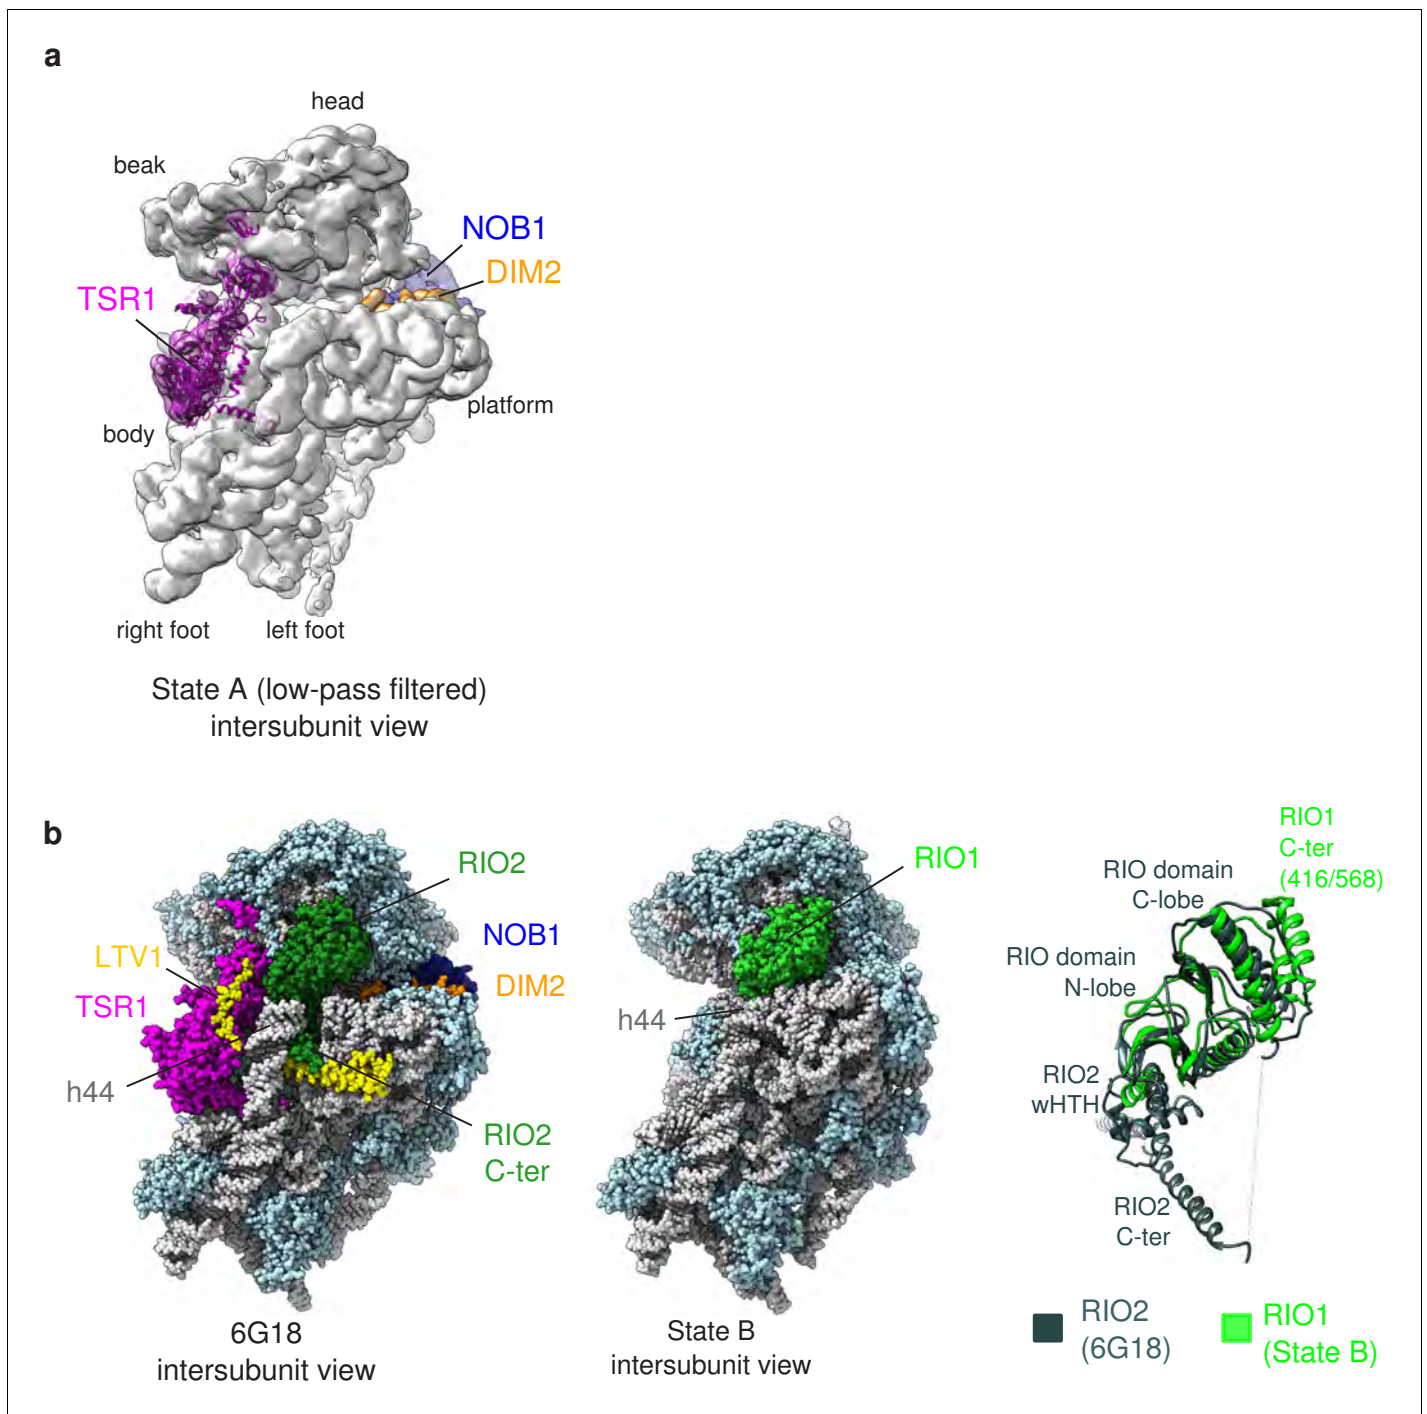 a
head
beak
NOB1
DIM2
TSR1
platform
body
right foot
left foot
State A (low-pass filtered)
intersubunit view
b
RIO2
NOB1
LTV1
DIM2
TSR1
h44
RIO2
C-ter
6G18
intersubunit view
RIO1
h44
State B
intersubunit view
RIO1
C-ter
(416/568)
RIO domain
C-lobe
RIO domain
N-lobe
RIO2
wHTH
RIO2
C-ter
RIO2
(6G18)
RIO1
(State B)